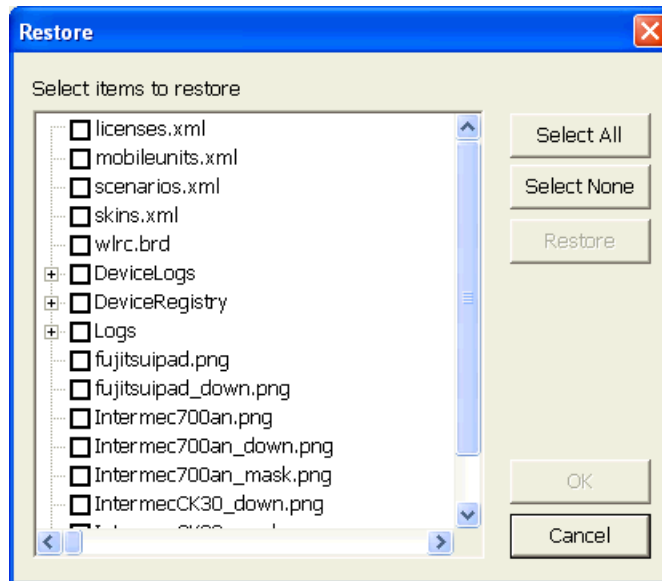 Restore
Select items to restore
licenses.xml
mobileunits.xml
scenarios.xml
skins.xml
wlrc.brd
DeviceLogs
DeviceRegistry
Logs
fujitsuipad.png
fujitsuipad_down.png
Intermec700an.png
Intermec700an_down.png
Intermec700an_mask.png
IntermecCK30_down.png
Select All
Select None
Restore
OK
Cancel